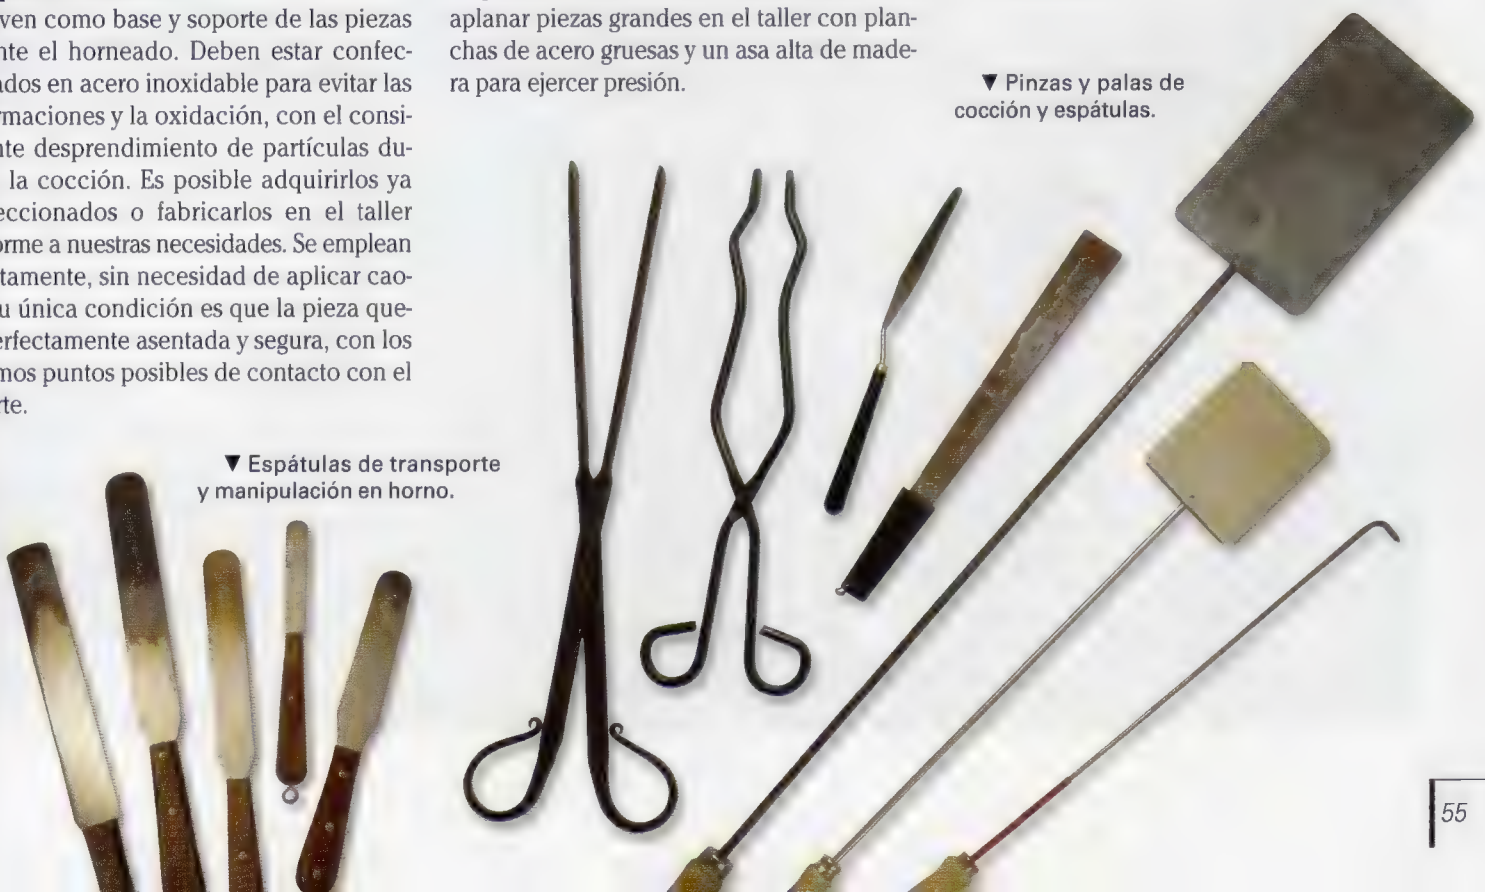 ven como base y soporte de las piezas
nte el horneado. Deben estar confec-
ados en acero inoxidable para evitar las
rmaciones y la oxidación, con el consi-
nte desprendimiento de partículas du-
la cocción. Es posible adquirirlos ya
eccionados o fabricarlos en el taller
orme a nuestras necesidades. Se emplean
tamente, sin necesidad de aplicar cao-
u única condición es que la pieza que-
erfectamente asentada y segura, con los
mos puntos posibles de contacto con el
rte.
aplanar piezas grandes en el taller con plan-
chas de acero gruesas y un asa alta de made-
ra para ejercer presión.
▼ Pinzas y palas de
cocción y espátulas.
▼ Espátulas de transporte
y manipulación en horno.
55